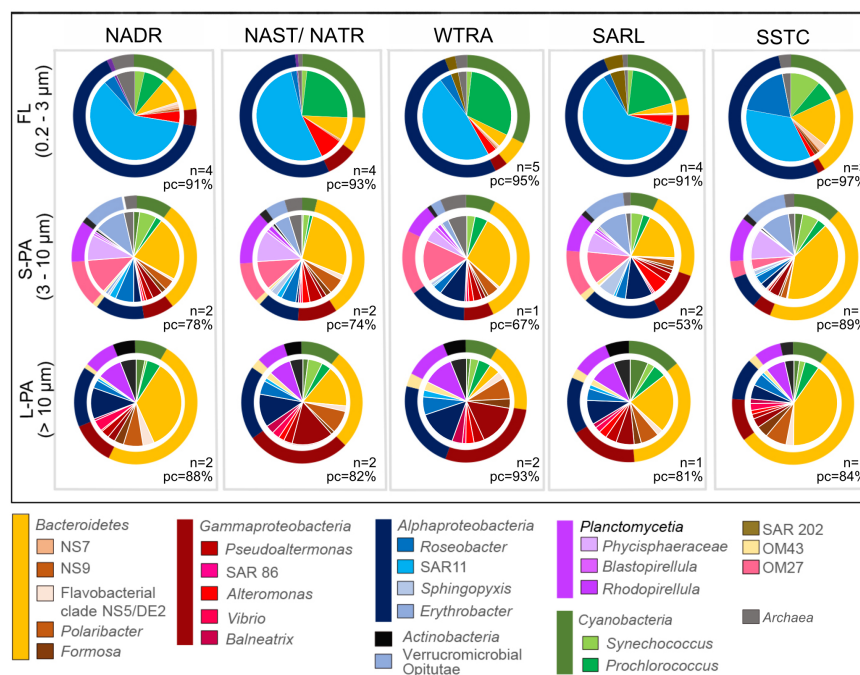 NADR NAST/ NATR WTRA SARL SSTC
FL
(0.2 - 3 µm)
n=4
pc=91%
n=4
pc=93%
n=5
pc=95%
n=4
pc=91%
n=
pc=97%
S-PA
(3 - 10 µm)
n=2
pc=78%
n=2
pc=74%
n=1
pc=67%
n=2
pc=53%
n=
pc=89%
L-PA
(> 10 µm)
n=2
pc=88%
n=2
pc=82%
n=2
pc=93%
n=1
pc=81%
n=
pc=84%
Bacteroidetes
NS7
NS9
Flavobacterial
clade NS5/DE2
Polaribacter
Formosa
Gammaproteobacteria
Pseudoaltermonas
SAR 86
Alteromonas
Vibrio
Balneatrix
Alphaproteobacteria
Roseobacter
SAR11
Sphingopyxis
Erythrobacter
Actinobacteria
Verrucromicrobial
Opitutae
Planctomycetia
Phycisphaeraceae
Blastopirellula
Rhodopirellula
Cyanobacteria
Synechococcus
Prochlorococcus
SAR 202
OM43
OM27
Archaea